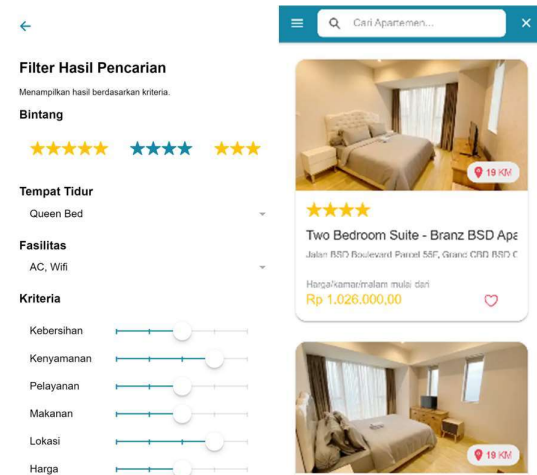 Filter Hasil Pencarian
Menampilkan hasil berdasarkan kriteria.
Bintang
Tempat Tidur
Queen Bed
Fasilitas
AC, Wifi
Kriteria
Kebersihan
Kenyamanan
Pelayanan
Makanan
Lokasi
Harga
Cari Apartemen...
19 KM
Two Bedroom Suite - Branz BSD Apa
Jalan BSD Boulevard Parcel 55F, Grand CBD BSD C
Harga/kamar/malam mulai dari
Rp 1.026.000,00
19 KM